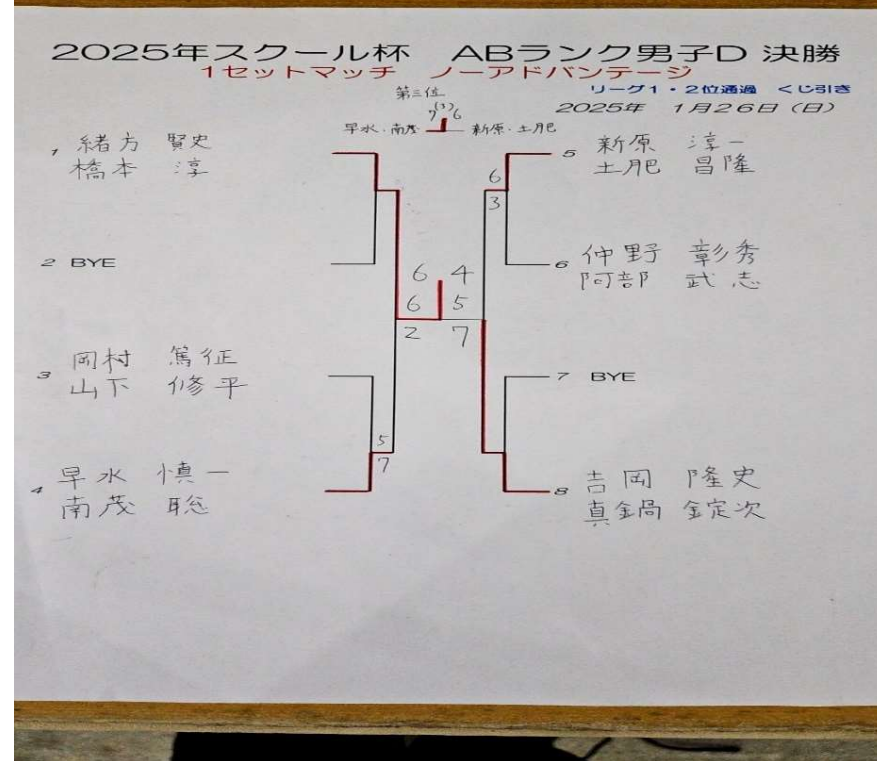 2025年スクール杯 ABランク男子D 決勝
1セットマッチ ノーアドバンテージ
リーグ1・2位通過 くじ引き
2025年 1月26日(日)
第三位
7(3)6
早水・南茂 新原・土肥
1 緒方 賢史
橋本 淳
2 BYE
3 岡村 篤征
山下 修平
4 早水 慎一
南茂 聡
5
7
6 4
6 5
2 7
6
3
5 新原 淳一
土肥 昌隆
6 仲野 彰秀
阿部 武志
7 BYE
8 吉岡 隆史
真鍋 錠次